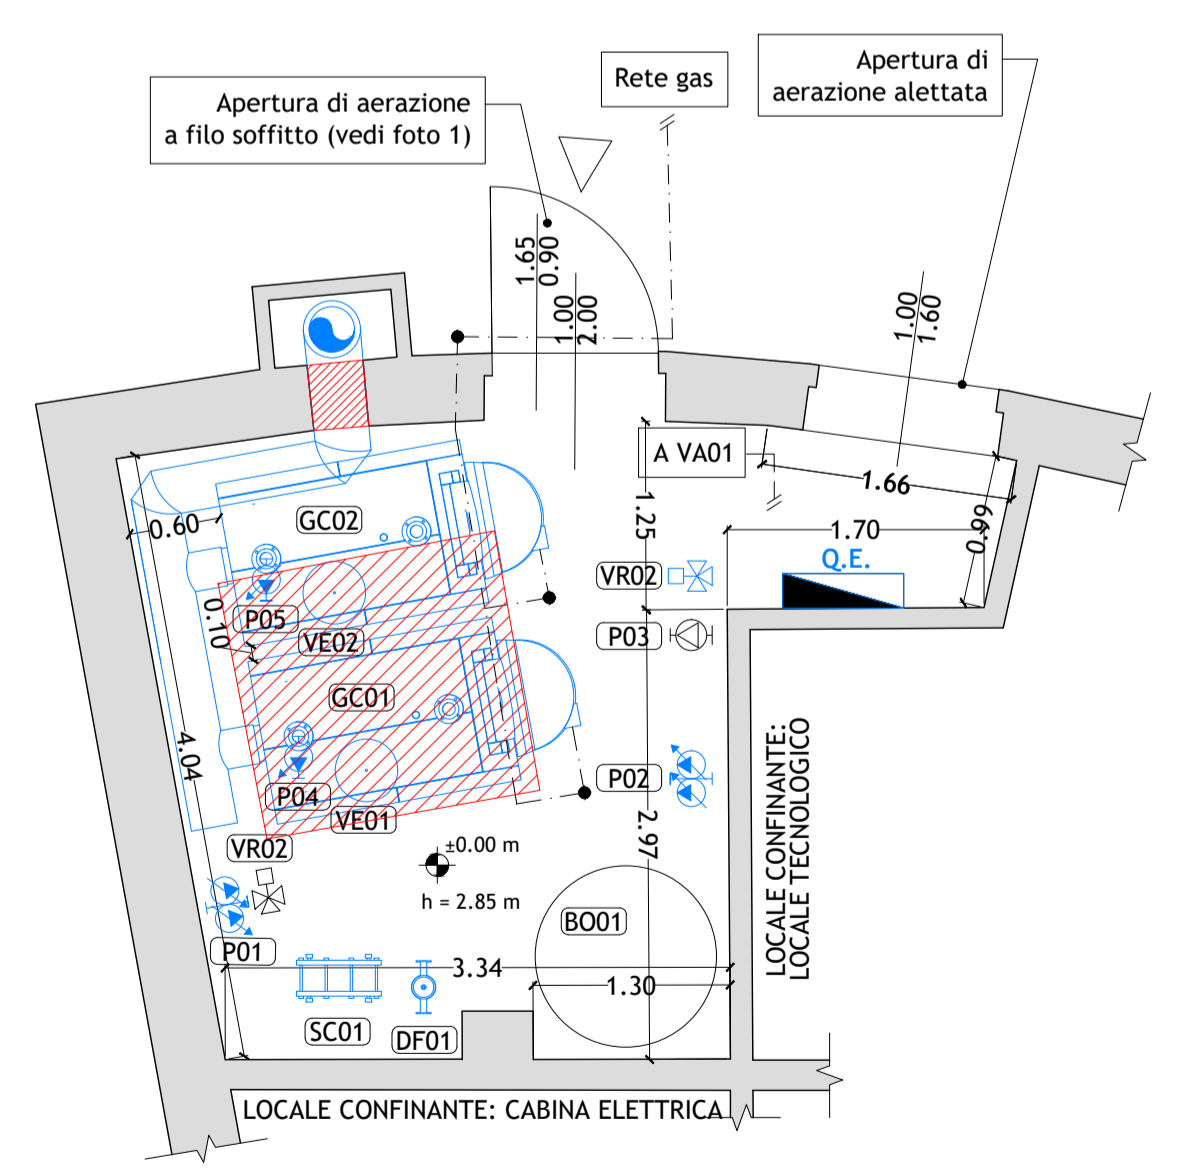 Apertura di aerazione
a filo soffitto (vedi foto 1)
Rete gas
Apertura di
aerazione alettata
1.65
0.90
1.00
2.00
1.00
1.60
A VA01
1.66
0.99
1.70
Q.E.
1.25
0.60
GC02
VR02
P03
P05
0.10
VE02
GC01
P02
4.04
P04
VE01
VR02
2.97
±0.00 m
h = 2.85 m
LOCALE CONFINANTE:
LOCALE TECNOLOGICO
BO01
P01
3.34
1.30
SC01
DF01
LOCALE CONFINANTE: CABINA ELETTRICA